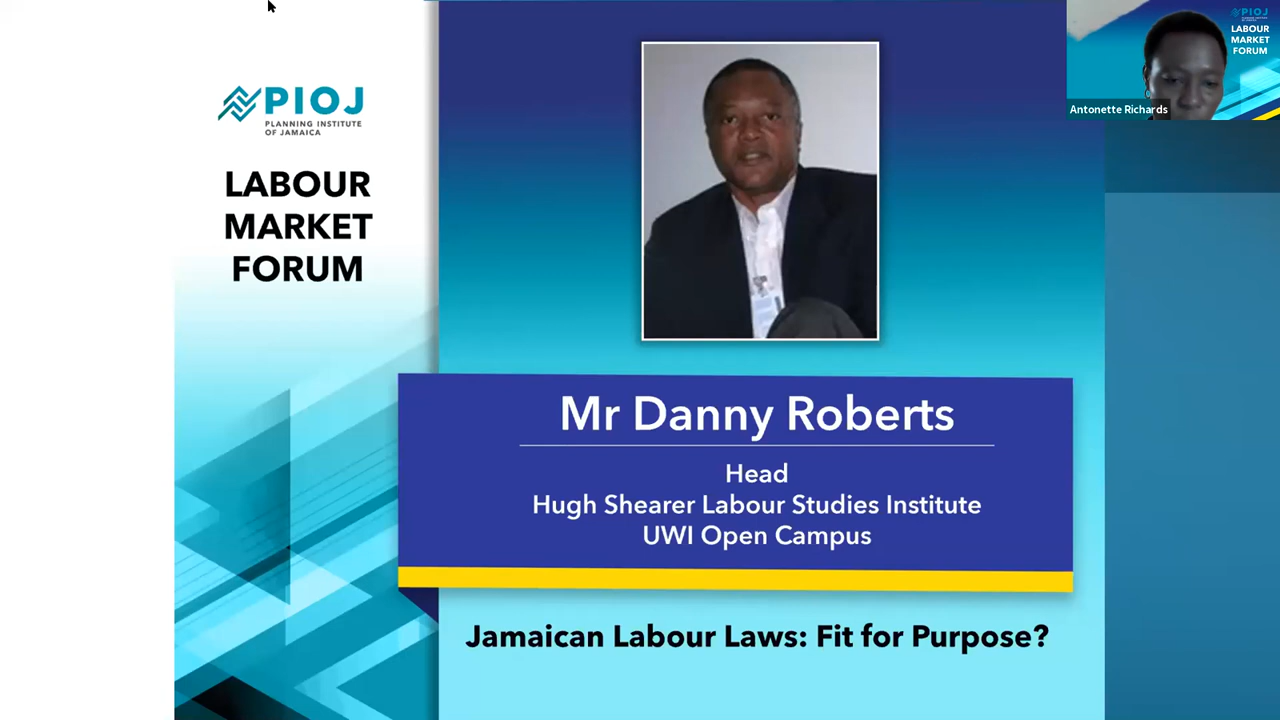 PIOJ
PLANNING INSTITUTE
OF JAMAICA
LABOUR
MARKET
FORUM
Mr Danny Roberts
Head
Hugh Shearer Labour Studies Institute
UWI Open Campus
Jamaican Labour Laws: Fit for Purpose?
PIOJ
LABOUR
MARKET
FORUM
Antonette Richards